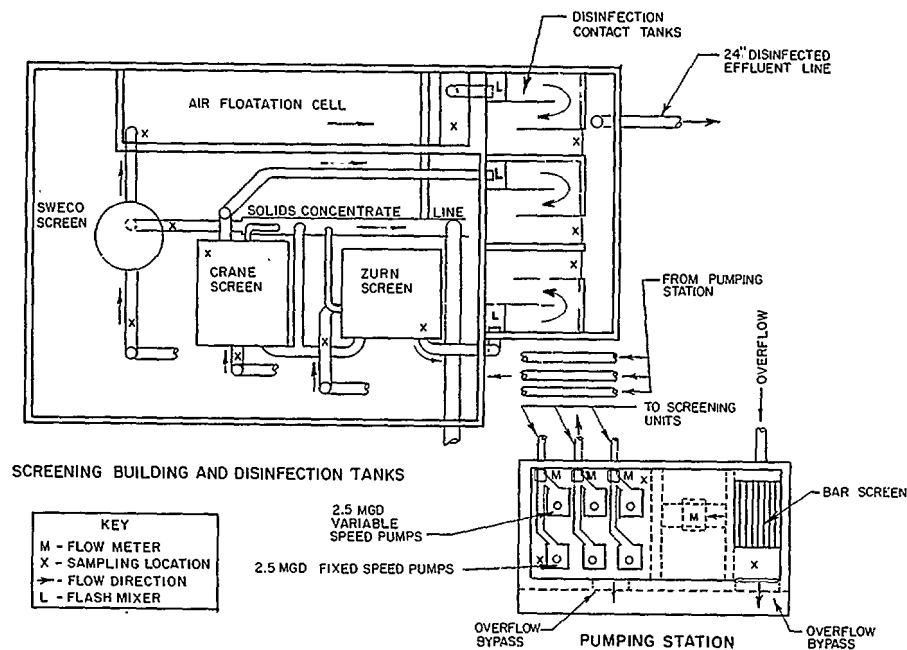 DISINFECTION
CONTACT TANKS
24" DISINFECTED
EFFLUENT LINE
AIR FLOATATION CELL
L
X
X
X
L
SWECO
SCREEN
SOLIDS CONCENTRATE LINE
X
X
X
CRANE
SCREEN
ZURN
SCREEN
X
X
FROM PUMPING
STATION
L
X
X
X
OVERFLOW
TO SCREENING
UNITS
SCREENING BUILDING AND DISINFECTION TANKS
M
M
M
X
BAR SCREEN
2.5 MGD
VARIABLE
SPEED PUMPS
M
KEY
M - FLOW METER
X - SAMPLING LOCATION
- FLOW DIRECTION
L - FLASH MIXER
2.5 MGD FIXED SPEED PUMPS
X
X
OVERFLOW
BYPASS
PUMPING STATION
OVERFLOW
BYPASS